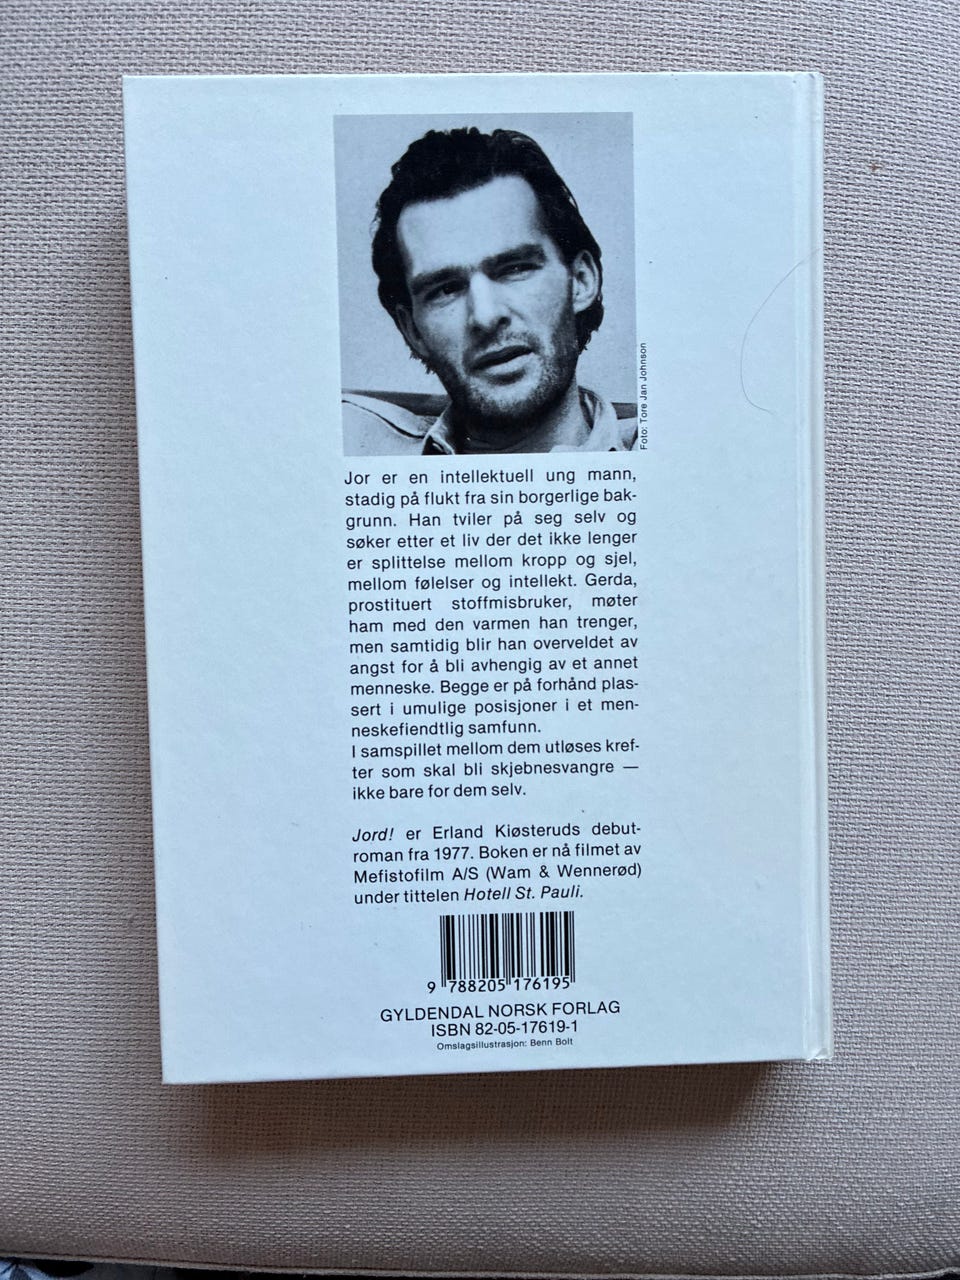 Foto: Tore Jan Johnson
Jor er en intellektuell ung mann,
stadig på flukt fra sin borgerlige bak-
grunn. Han tviler på seg selv og
søker etter et liv der det ikke lenger
er splittelse mellom kropp og sjel,
mellom følelser og intellekt. Gerda,
prostituert stoffmisbruker, møter
ham med den varmen han trenger,
men samtidig blir han overveldet av
angst for å bli avhengig av et annet
menneske. Begge er på forhånd plas-
sert i umulige posisjoner i et men-
neskefiendtlig samfunn.
I samspillet mellom dem utløses kref-
ter som skal bli skjebnesvangre —
ikke bare for dem selv.
Jord! er Erland Kiøsteruds debut-
roman fra 1977. Boken er nå filmet av
Mefistofilm A/S (Wam & Wennerød)
under tittelen Hotell St. Pauli.
9 788205 176195
GYLDENDAL NORSK FORLAG
ISBN 82-05-17619-1
Omslagsillustrasjon: Benn Bolt